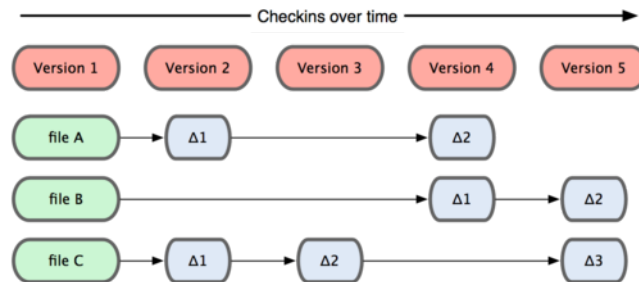 Checkins over time
Version 1 Version 2 Version 3 Version 4 Version 5
file A Δ1 Δ2
file B Δ1 Δ2
file C Δ1 Δ2 Δ3